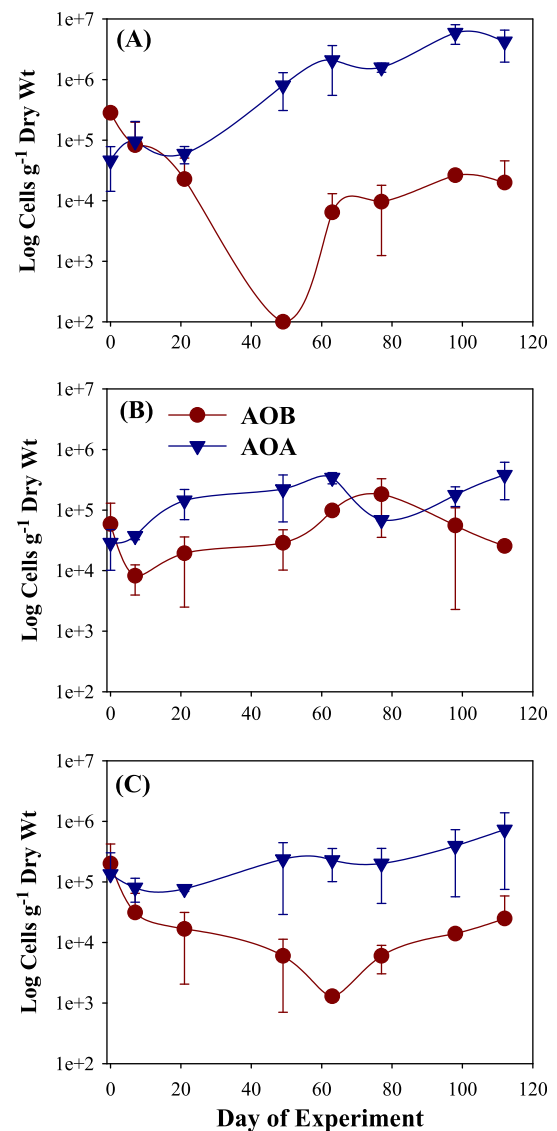 (A)
1e+7
1e+6
1e+5
1e+4
1e+3
1e+2
Log Cells g-1 Dry Wt
0 20 40 60 80 100 120
(B)
AOB
AOA
1e+7
1e+6
1e+5
1e+4
1e+3
1e+2
Log Cells g-1 Dry Wt
0 20 40 60 80 100 120
(C)
1e+7
1e+6
1e+5
1e+4
1e+3
1e+2
Log Cells g-1 Dry Wt
0 20 40 60 80 100 120
Day of Experiment